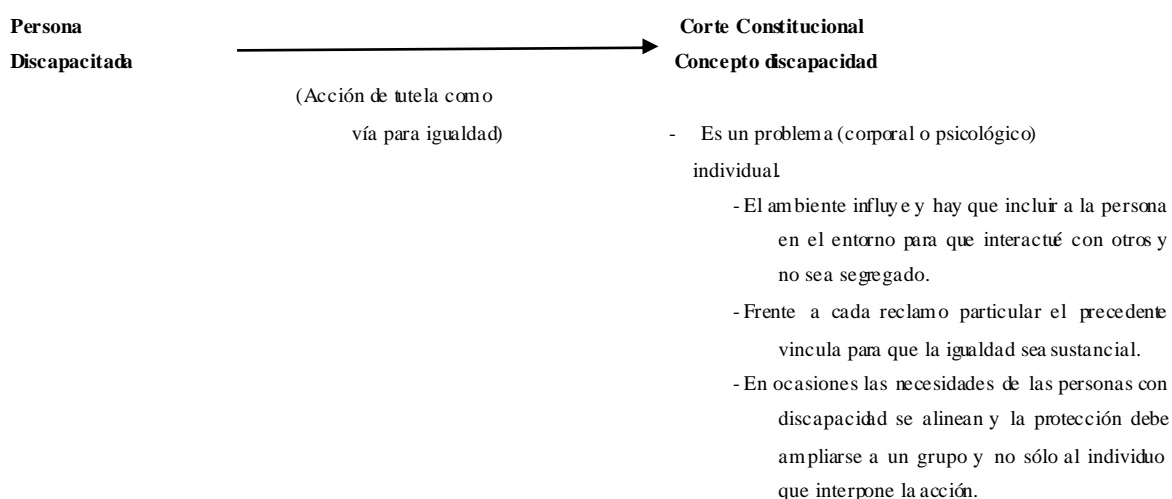 Persona
Discapacitada
(Acción de tutela como
vía para igualdad)
Corte Constitucional
Concepto discapacidad
- Es un problema (corporal o psicológico)
individual.
- El ambiente influye y hay que incluir a la persona
en el entorno para que interactué con otros y
no sea segregado.
- Frente a cada reclamo particular el precedente
vincula para que la igualdad sea sustancial.
- En ocasiones las necesidades de las personas con
discapacidad se alinean y la protección debe
ampliarse a un grupo y no sólo al individuo
que interpone la acción.